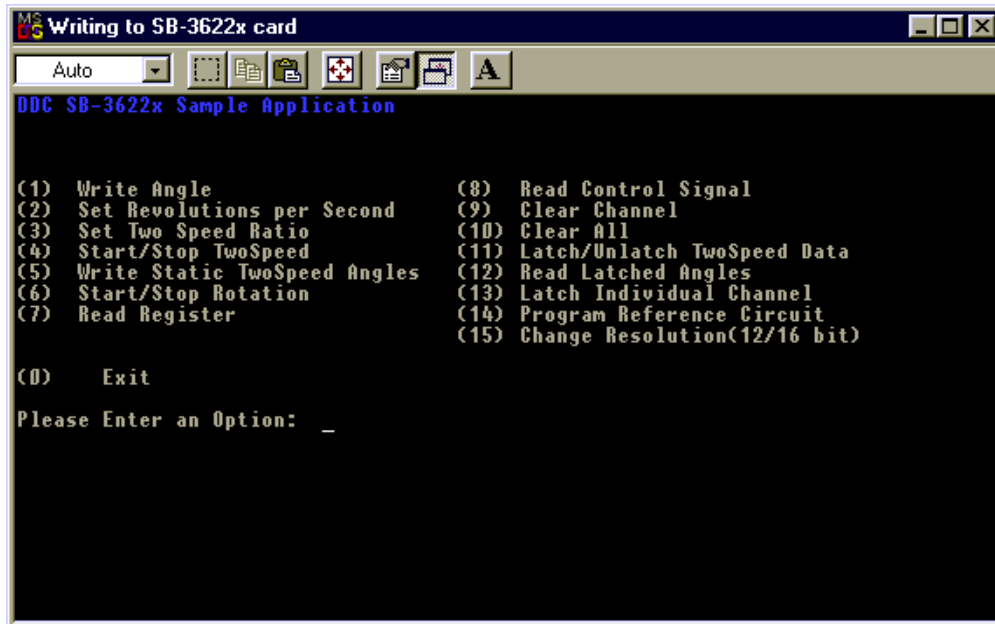 Writing to SB-3622x card
Auto
A
DDC SB-3622x Sample Application
(1) Write Angle (8) Read Control Signal
(2) Set Revolutions per Second (9) Clear Channel
(3) Set Two Speed Ratio (10) Clear All
(4) Start/Stop TwoSpeed (11) Latch/Unlatch TwoSpeed Data
(5) Write Static TwoSpeed Angles (12) Read Latched Angles
(6) Start/Stop Rotation (13) Latch Individual Channel
(7) Read Register (14) Program Reference Circuit
(15) Change Resolution(12/16 bit)
(0) Exit
Please Enter an Option: _